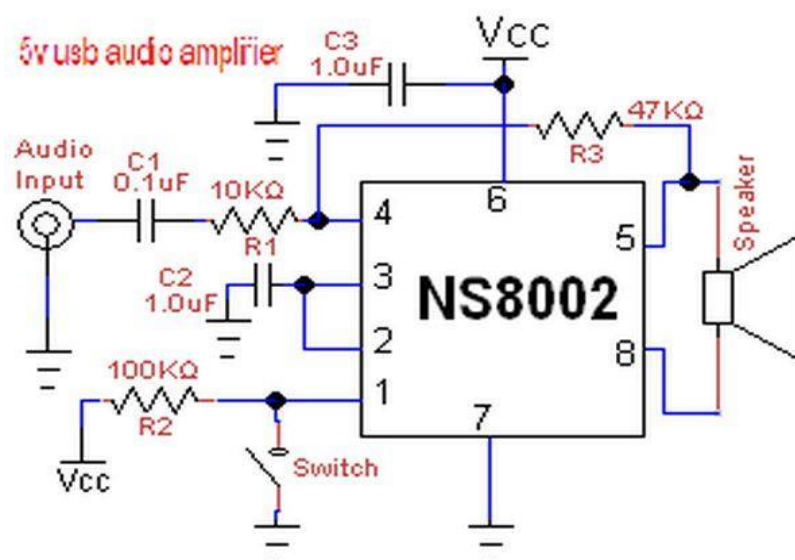 5v usb audio amplifier
C3
1.0uF
Vcc
47KΩ
R3
Audio
Input
C1
0.1uF
10KΩ
R1
4
6
5
Speaker
C2
1.0uF
3
NS8002
2
8
100KΩ
R2
1
7
Vcc
Switch